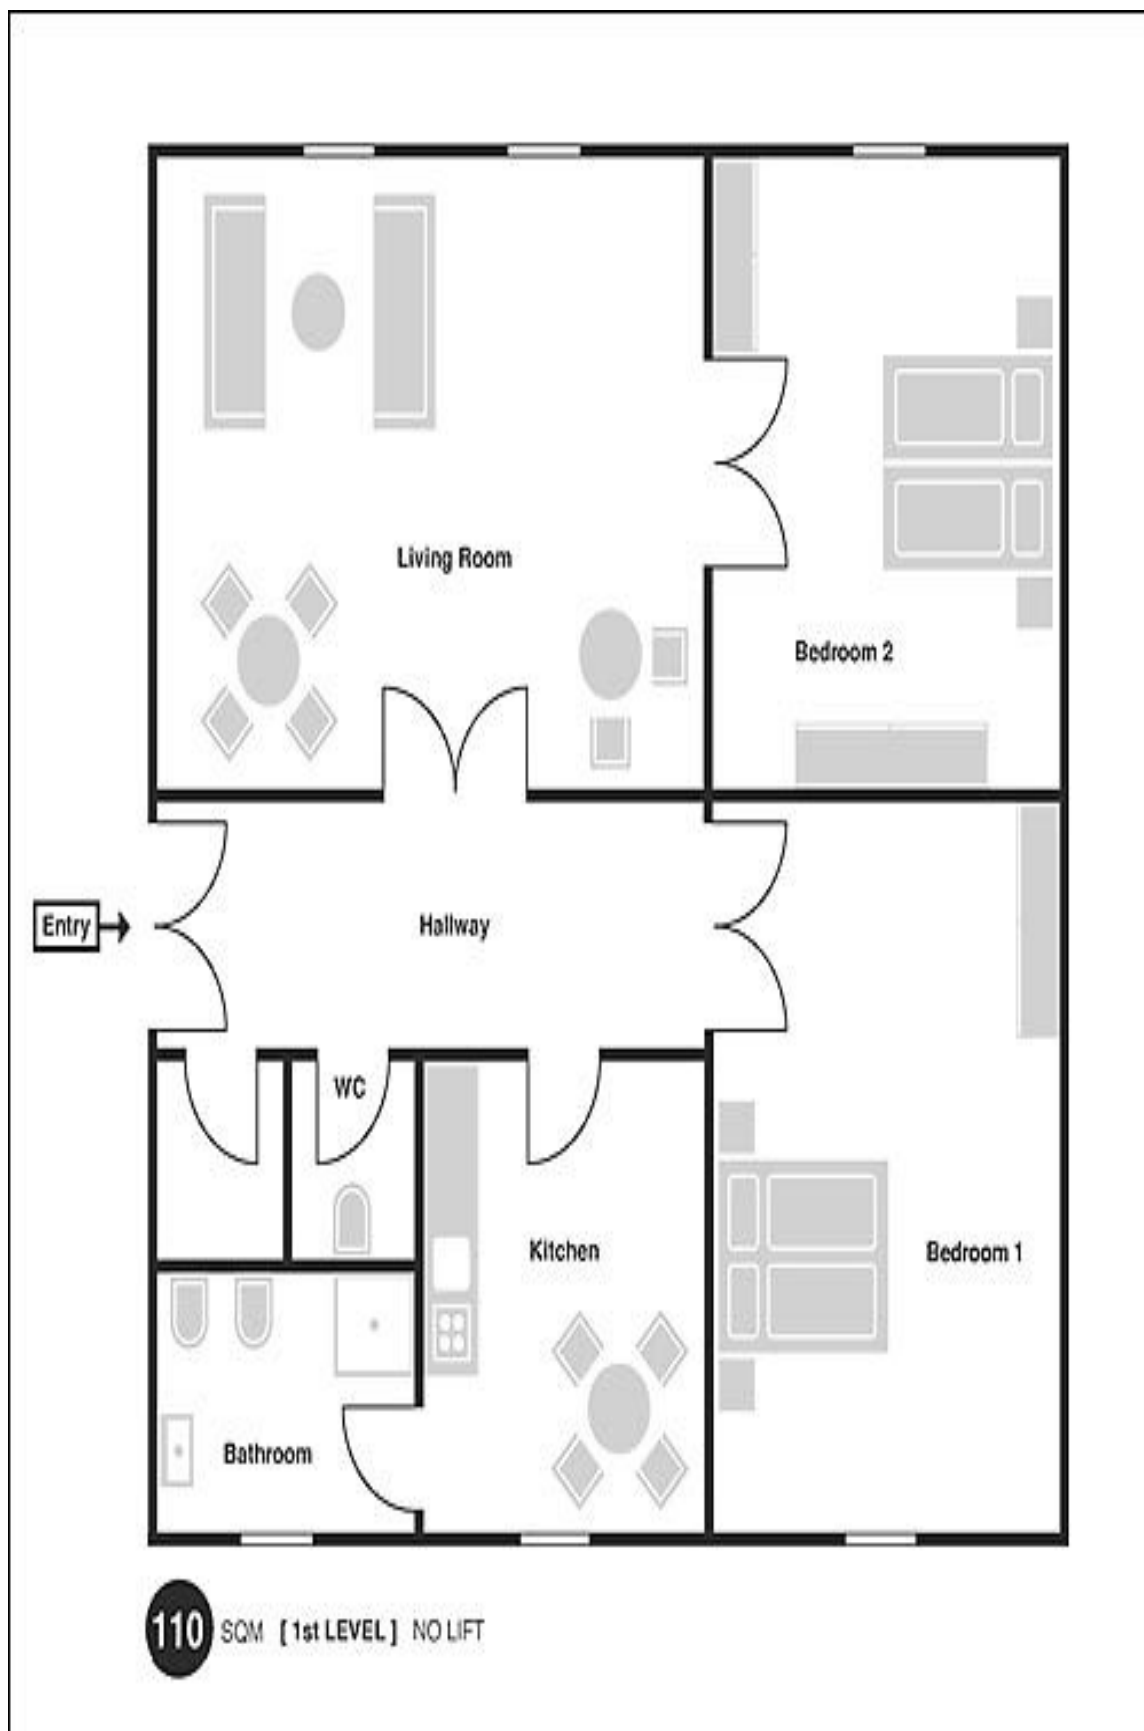 Living Room
Bedroom 2
Entry
Hallway
WC
Kitchen
Bedroom 1
Bathroom
110 SQM [ 1st LEVEL ] NO LIFT